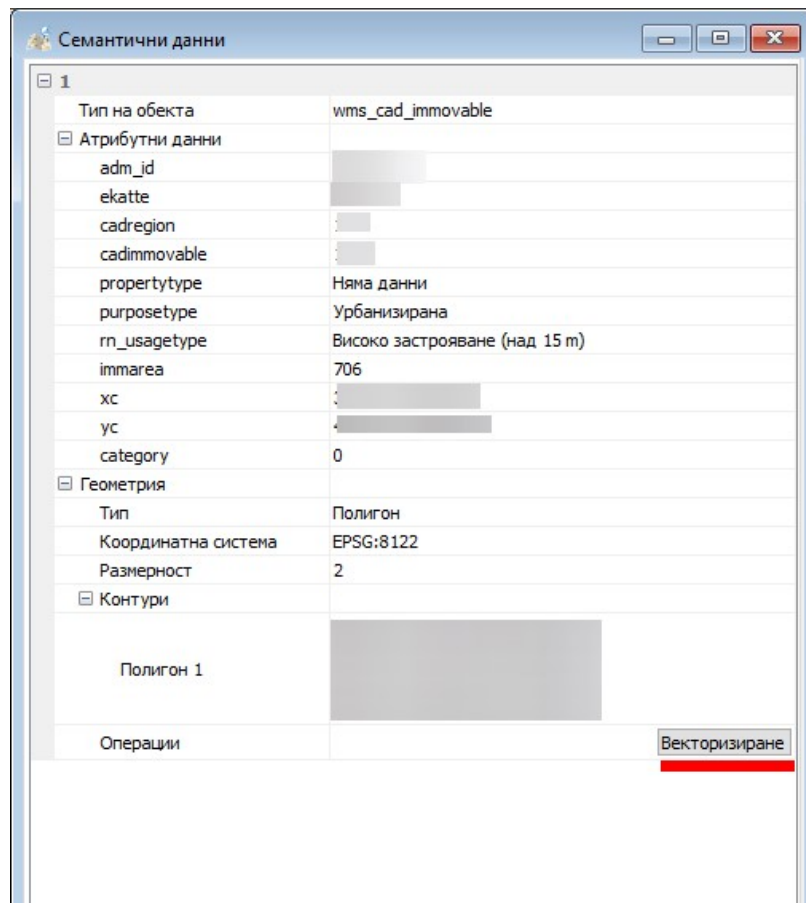 Семантични данни
1
Тип на обекта wms_cad_immovable
Атрибутни данни
adm_id
ekatte
cadregion
cadimmovable
propertytype Няма данни
purposetype Урбанизирана
rn_usagetype Високо застрояване (над 15 m)
immarea 706
xc
yc
category 0
Геометрия
Тип Полигон
Координатна система EPSG:8122
Размерност 2
Контури
Полигон 1
Операции Векторизиране